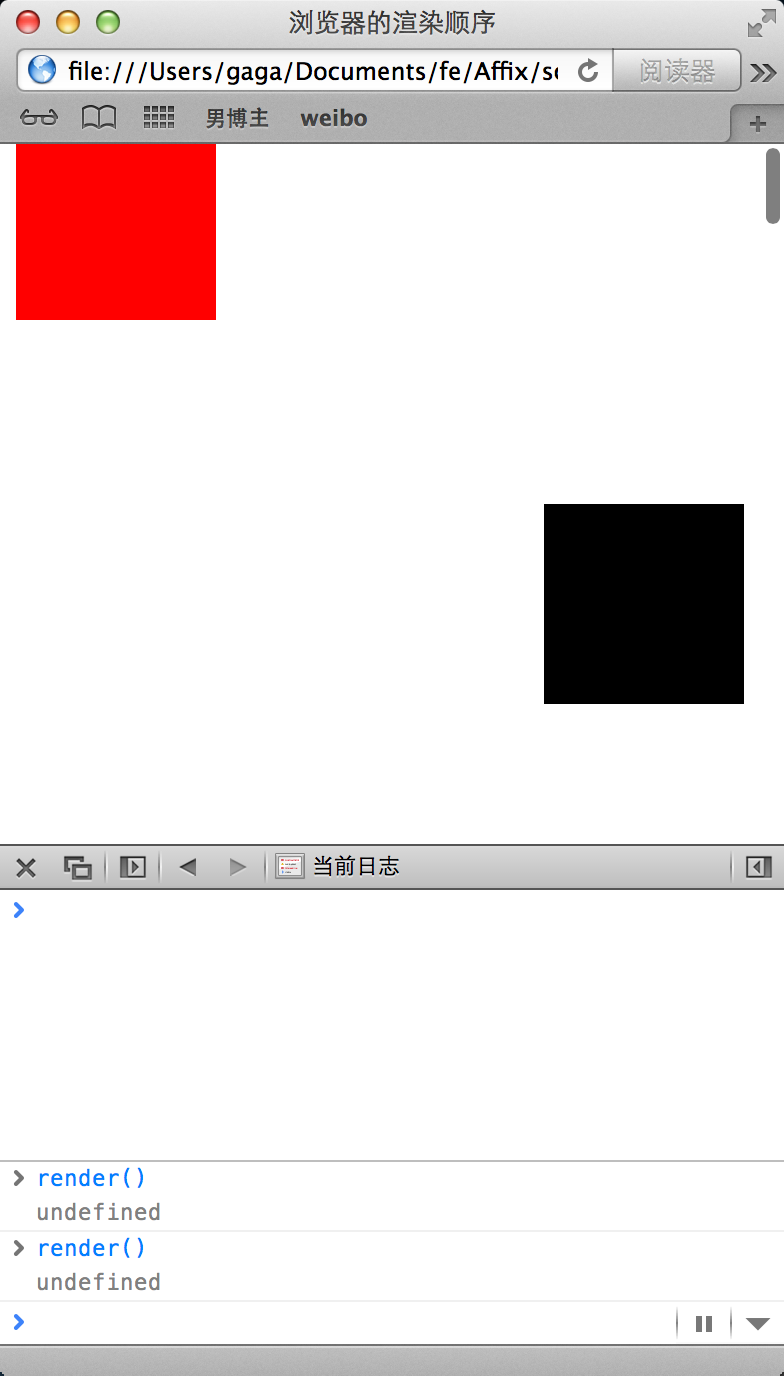 浏览器的渲染顺序
file:///Users/gaga/Documents/fe/Affix/sc
阅读器
男博主 weibo
当前日志
render()
undefined
render()
undefined